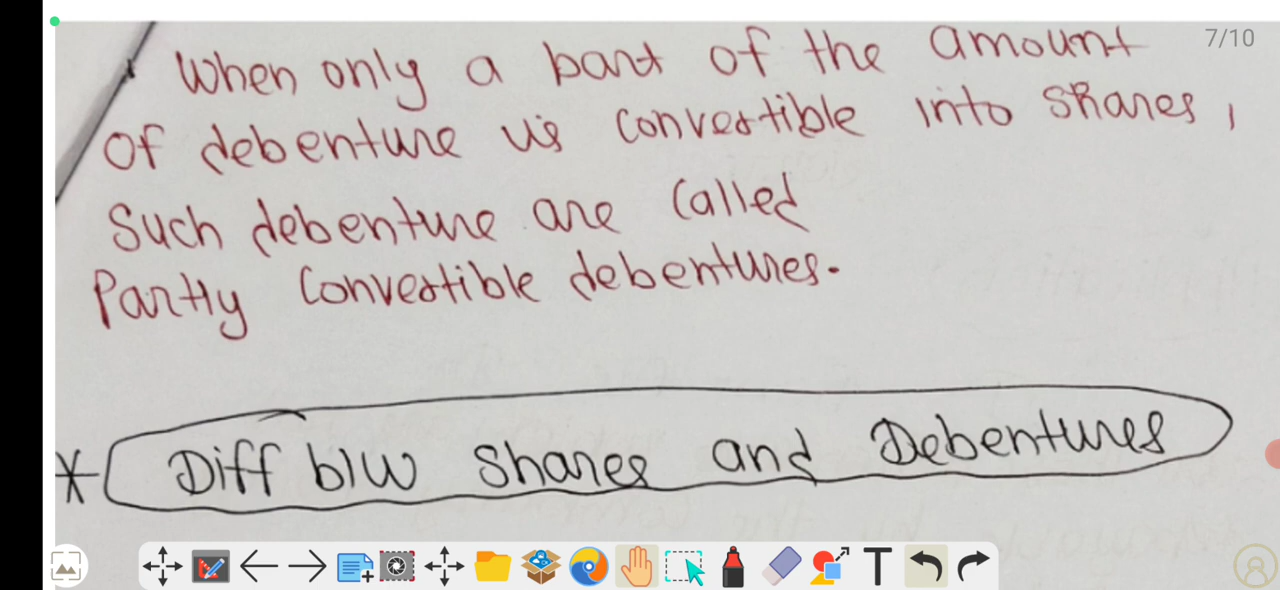 7/10
When only a part of the amount
of debenture is convertible into shares,
Such debenture are called
Partly convertible debentures.
* Diff b/w Shares and Debentures
T